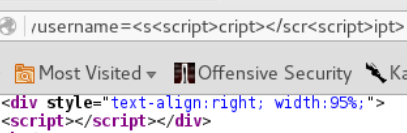 /username=<s<script>cript></scr<script>ipt>
Most Visited Offensive Security
<div style="text-align:right; width:95%;">
<script></script></div>